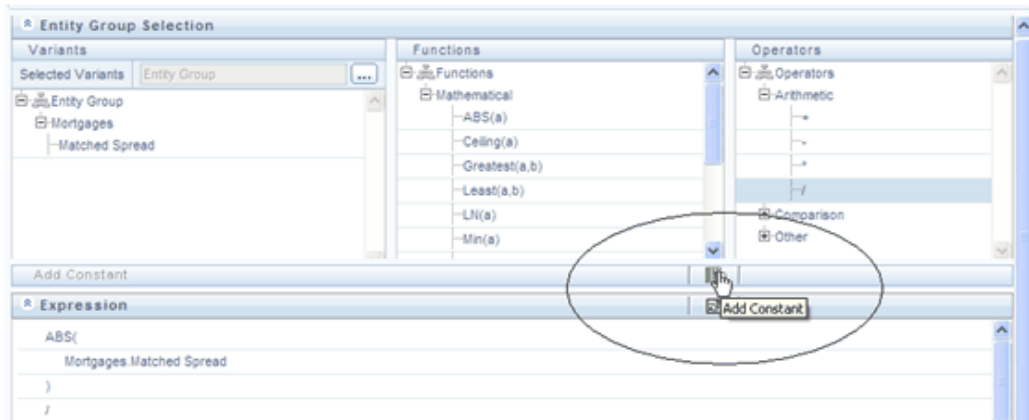 Entity Group Selection
Variants
Selected Variants Entity Group ...
Entity Group
Mortgages
Matched Spread
Functions
Functions
Mathematical
ABS(a)
Ceiling(a)
Greatest(a,b)
Least(a,b)
LN(a)
Min(a)
Operators
Operators
Arithmetic
+
-
*
/
Comparison
Other
Add Constant
Add Constant
Expression
ABS(
Mortgages.Matched Spread
)
/